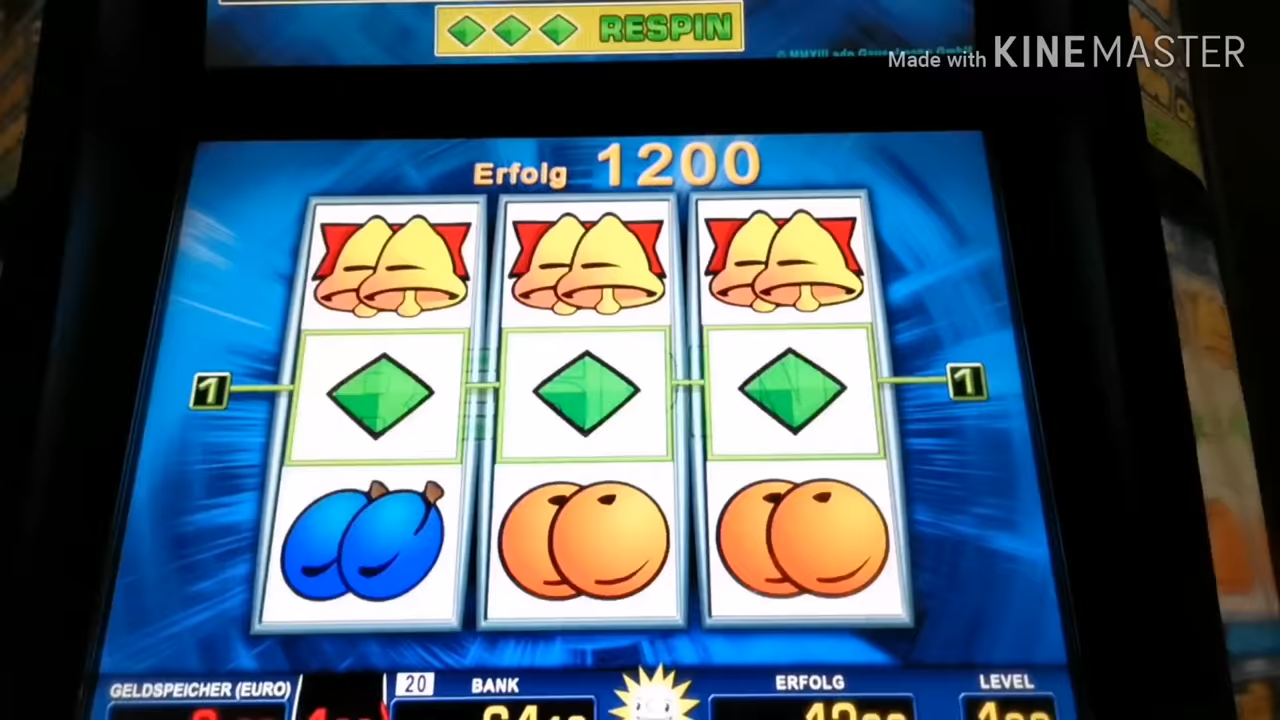 RESPIN
Made with KINEMASTER
Erfolg 1200
1 1
GELDSPEICHER (EURO) 20 BANK ERFOLG LEVEL